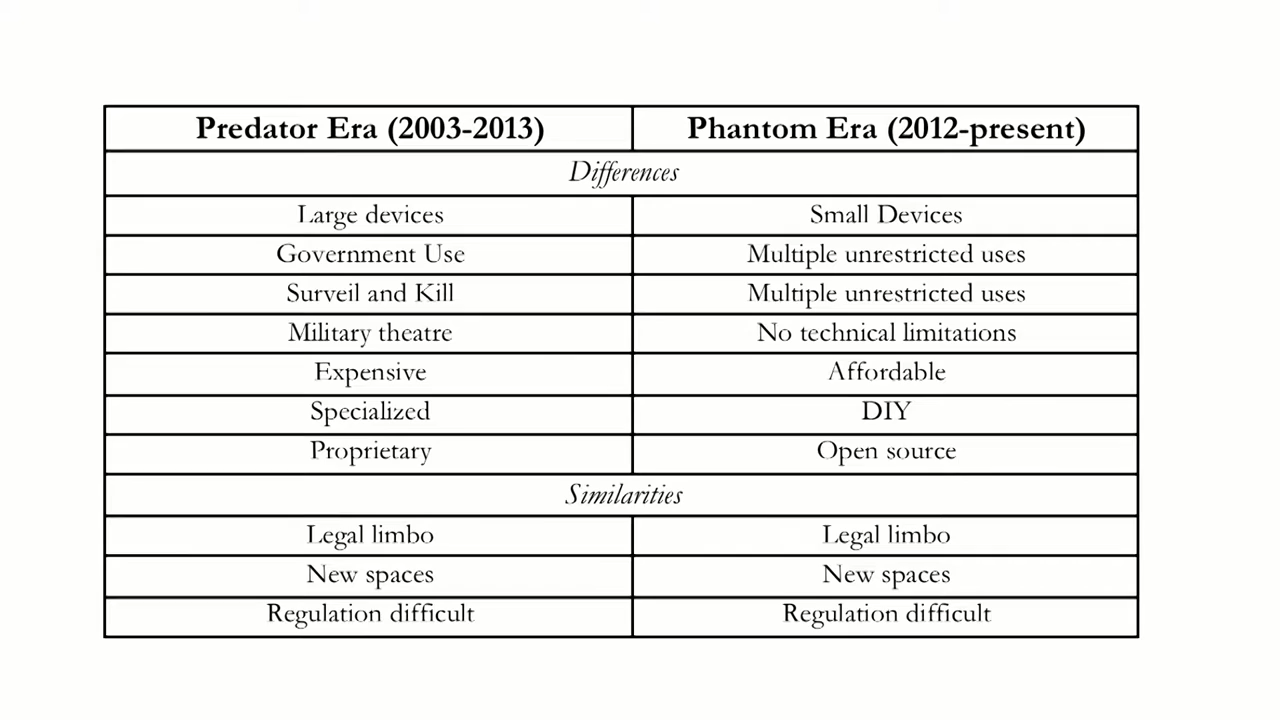 Predator Era (2003-2013) Phantom Era (2012-present)
Differences
Large devices Small Devices
Government Use Multiple unrestricted uses
Surveil and Kill Multiple unrestricted uses
Military theatre No technical limitations
Expensive Affordable
Specialized DIY
Proprietary Open source
Similarities
Legal limbo Legal limbo
New spaces New spaces
Regulation difficult Regulation difficult